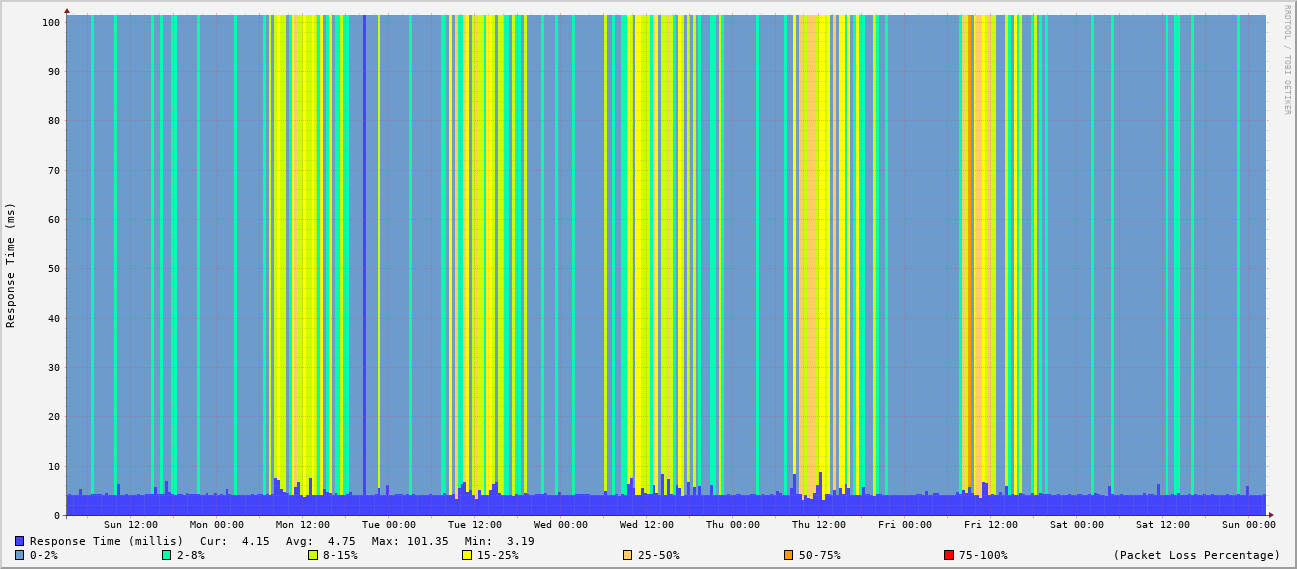 RRDTOOL / TOBI OETIKER
Response Time (ms)
100
90
80
70
60
50
40
30
20
10
0
Sun 12:00 Mon 00:00 Mon 12:00 Tue 00:00 Tue 12:00 Wed 00:00 Wed 12:00 Thu 00:00 Thu 12:00 Fri 00:00 Fri 12:00 Sat 00:00 Sat 12:00 Sun 00:00
Response Time (millis) Cur: 4.15 Avg: 4.75 Max: 101.35 Min: 3.19
0-2% 2-8% 8-15% 15-25% 25-50% 50-75% 75-100% (Packet Loss Percentage)